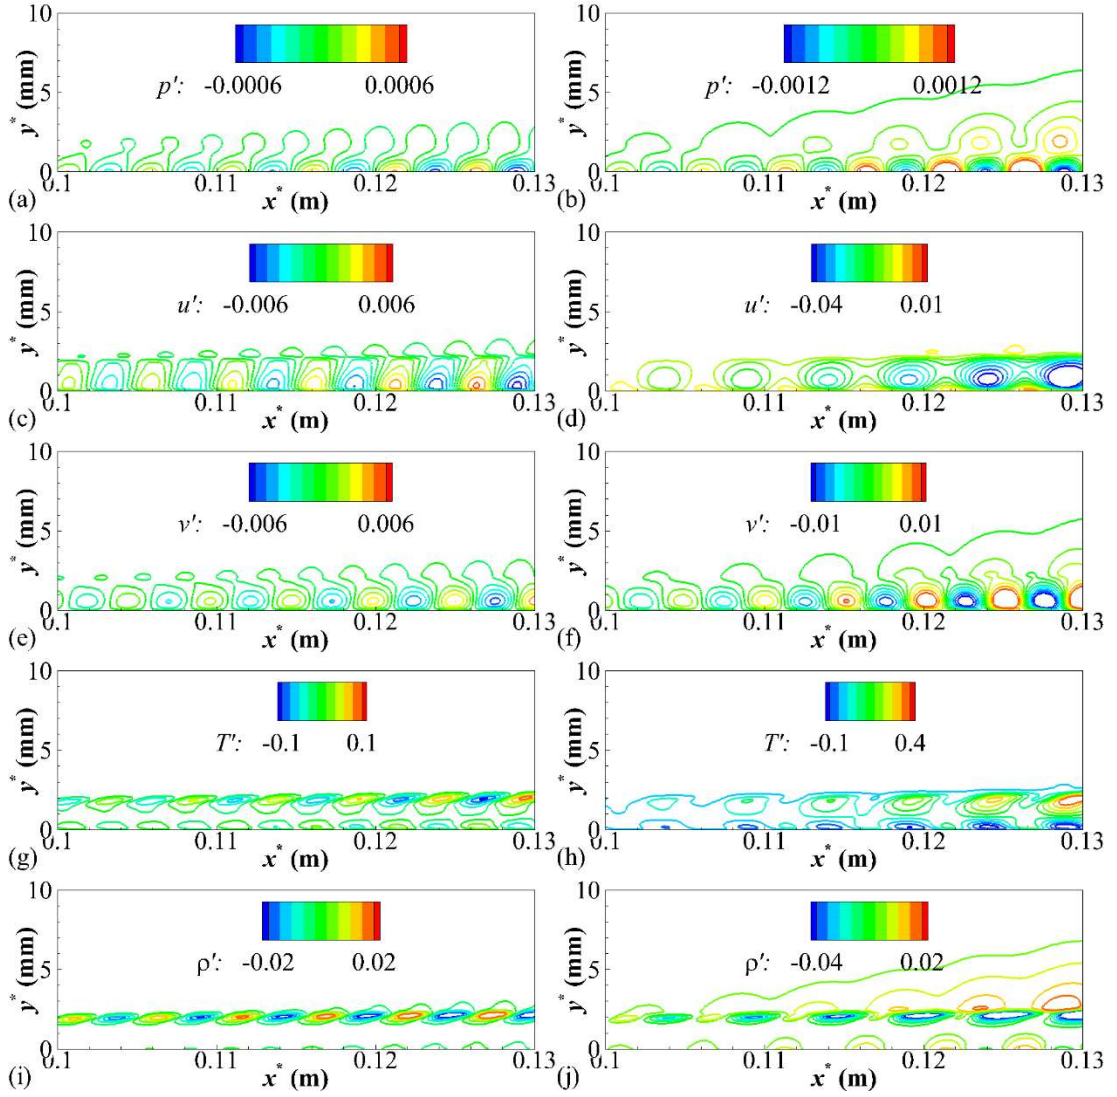 10 10
p': -0.0006 0.0006 p': -0.0012 0.0012
y* (mm) 5 y* (mm) 5
0 0
0.1 0.11 0.12 0.13 0.1 0.11 0.12 0.13
(a) x* (m) (b) x* (m)
10 10
u': -0.006 0.006 u': -0.04 0.01
y* (mm) 5 y* (mm) 5
0 0
0.1 0.11 0.12 0.13 0.1 0.11 0.12 0.13
(c) x* (m) (d) x* (m)
10 10
v': -0.006 0.006 v': -0.01 0.01
y* (mm) 5 y* (mm) 5
0 0
0.1 0.11 0.12 0.13 0.1 0.11 0.12 0.13
(e) x* (m) (f) x* (m)
10 10
T': -0.1 0.1 T': -0.1 0.4
y* (mm) 5 y* (mm) 5
0 0
0.1 0.11 0.12 0.13 0.1 0.11 0.12 0.13
(g) x* (m) (h) x* (m)
10 10
ρ': -0.02 0.02 ρ': -0.04 0.02
y* (mm) 5 y* (mm) 5
0 0
0.1 0.11 0.12 0.13 0.1 0.11 0.12 0.13
(i) x* (m) (j) x* (m)